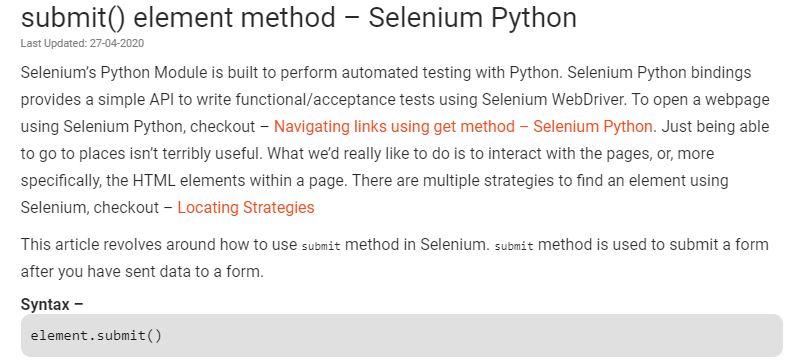 submit() element method – Selenium Python
Last Updated: 27-04-2020
Selenium’s Python Module is built to perform automated testing with Python. Selenium Python bindings
provides a simple API to write functional/acceptance tests using Selenium WebDriver. To open a webpage
using Selenium Python, checkout – Navigating links using get method – Selenium Python. Just being able
to go to places isn’t terribly useful. What we’d really like to do is to interact with the pages, or, more
specifically, the HTML elements within a page. There are multiple strategies to find an element using
Selenium, checkout – Locating Strategies
This article revolves around how to use submit method in Selenium. submit method is used to submit a form
after you have sent data to a form.
Syntax –
element.submit()